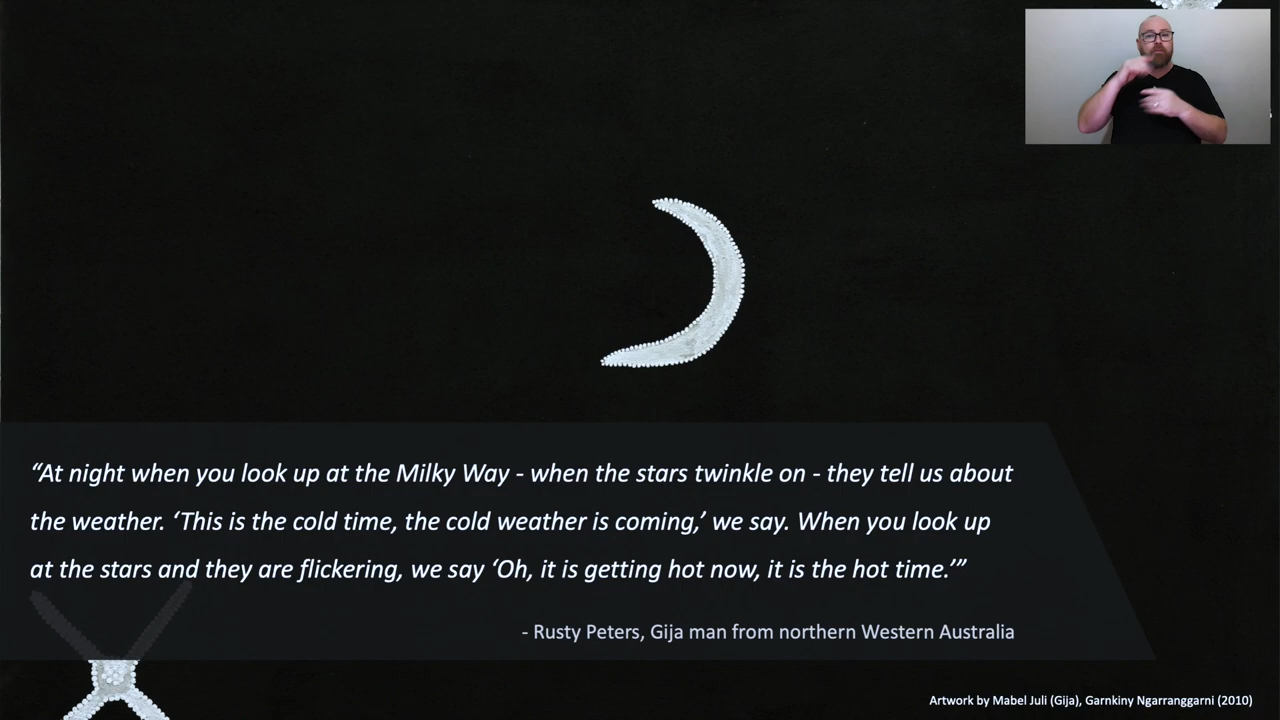 “At night when you look up at the Milky Way - when the stars twinkle on - they tell us about
the weather. ‘This is the cold time, the cold weather is coming,’ we say. When you look up
at the stars and they are flickering, we say ‘Oh, it is getting hot now, it is the hot time.’”
- Rusty Peters, Gija man from northern Western Australia
Artwork by Mabel Juli (Gija), Garnkiny Ngarranggarni (2010)